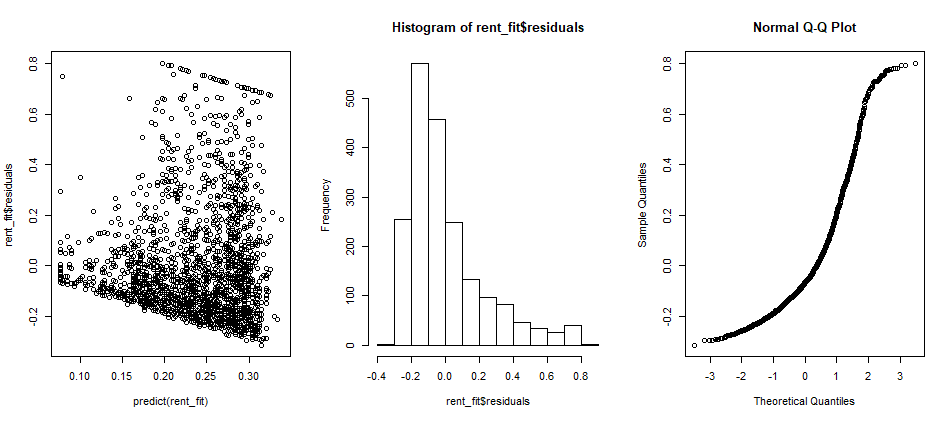 rent_fit$residuals
-0.2 0.0 0.2 0.4 0.6 0.8
0.10 0.15 0.20 0.25 0.30
predict(rent_fit)
Histogram of rent_fit$residuals
Frequency
0 100 200 300 400 500
-0.4 -0.2 0.0 0.2 0.4 0.6 0.8
rent_fit$residuals
Normal Q-Q Plot
Sample Quantiles
-0.2 0.0 0.2 0.4 0.6 0.8
-3 -2 -1 0 1 2 3
Theoretical Quantiles